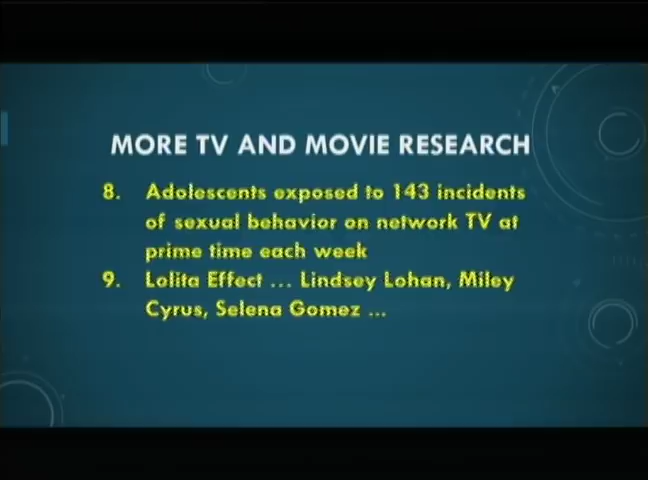 MORE TV AND MOVIE RESEARCH
8. Adolescents exposed to 143 incidents
of sexual behavior on network TV at
prime time each week
9. Lolita Effect ... Lindsey Lohan, Miley
Cyrus, Selena Gomez ...